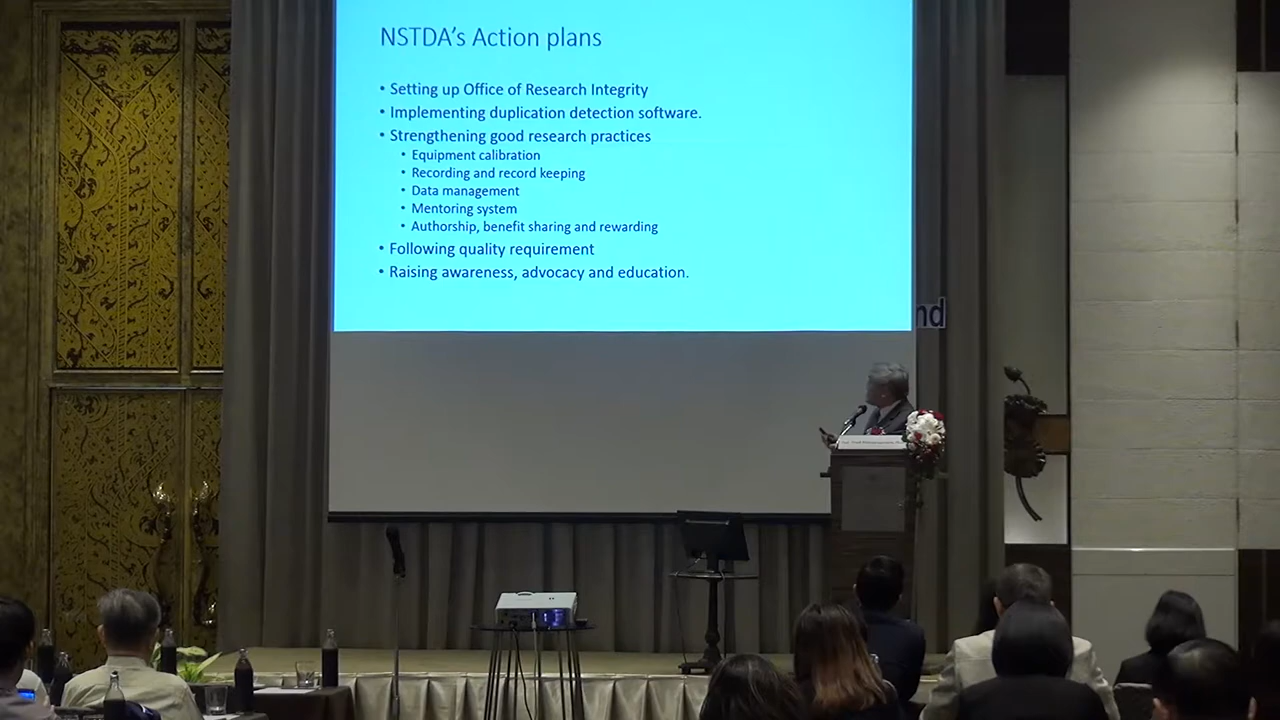 NSTDA's Action plans
• Setting up Office of Research Integrity
• Implementing duplication detection software.
• Strengthening good research practices
• Equipment calibration
• Recording and record keeping
• Data management
• Mentoring system
• Authorship, benefit sharing and rewarding
• Following quality requirement
• Raising awareness, advocacy and education.
nd